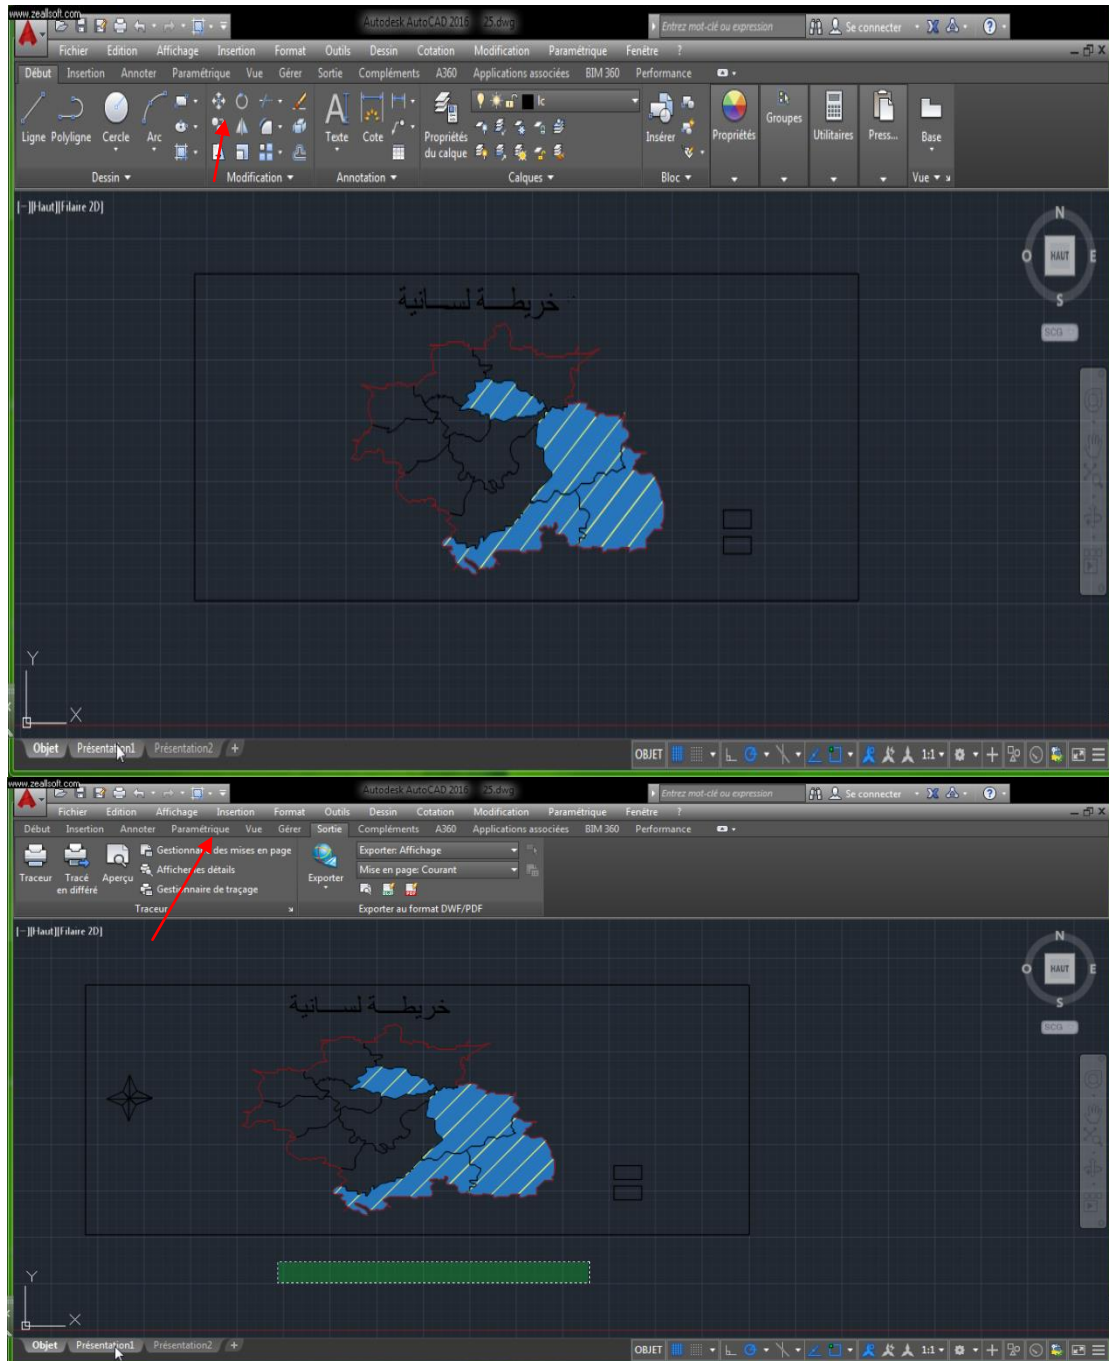 www.zeallsoft.com
Autodesk AutoCAD 2016 25.dwg
Entrez mot-clé ou expression
Se connecter
Fichier Edition Affichage Insertion Format Outils Dessin Cotation Modification Paramétrique Fenêtre ?
Début Insertion Annoter Paramétrique Vue Gérer Sortie Compléments A360 Applications associées BIM 360 Performance
Ligne Polyligne Cercle Arc
Texte Cote
Propriétés du calque
lc
Insérer
Propriétés
Groupes
Utilitaires
Press...
Base
Dessin Modification Annotation Calques Bloc Vue
[−][Haut][Filaire 2D]
N
O HAUT E
S
SCG
خريطـــة لســـانية
Y
X
Objet Présentation1 Présentation2 +
OBJET 1:1
www.zeallsoft.com
Autodesk AutoCAD 2016 25.dwg
Entrez mot-clé ou expression
Se connecter
Fichier Edition Affichage Insertion Format Outils Dessin Cotation Modification Paramétrique Fenêtre ?
Début Insertion Annoter Paramétrique Vue Gérer Sortie Compléments A360 Applications associées BIM 360 Performance
Traceur
Tracé en différé
Aperçu
Gestionnaire des mises en page
Afficher les détails
Gestionnaire de traçage
Exporter
Exporter: Affichage
Mise en page: Courant
Traceur
Exporter au format DWF/PDF
[−][Haut][Filaire 2D]
N
O HAUT E
S
SCG
خريطـــة لســـانية
Y
X
Objet Présentation1 Présentation2 +
OBJET 1:1